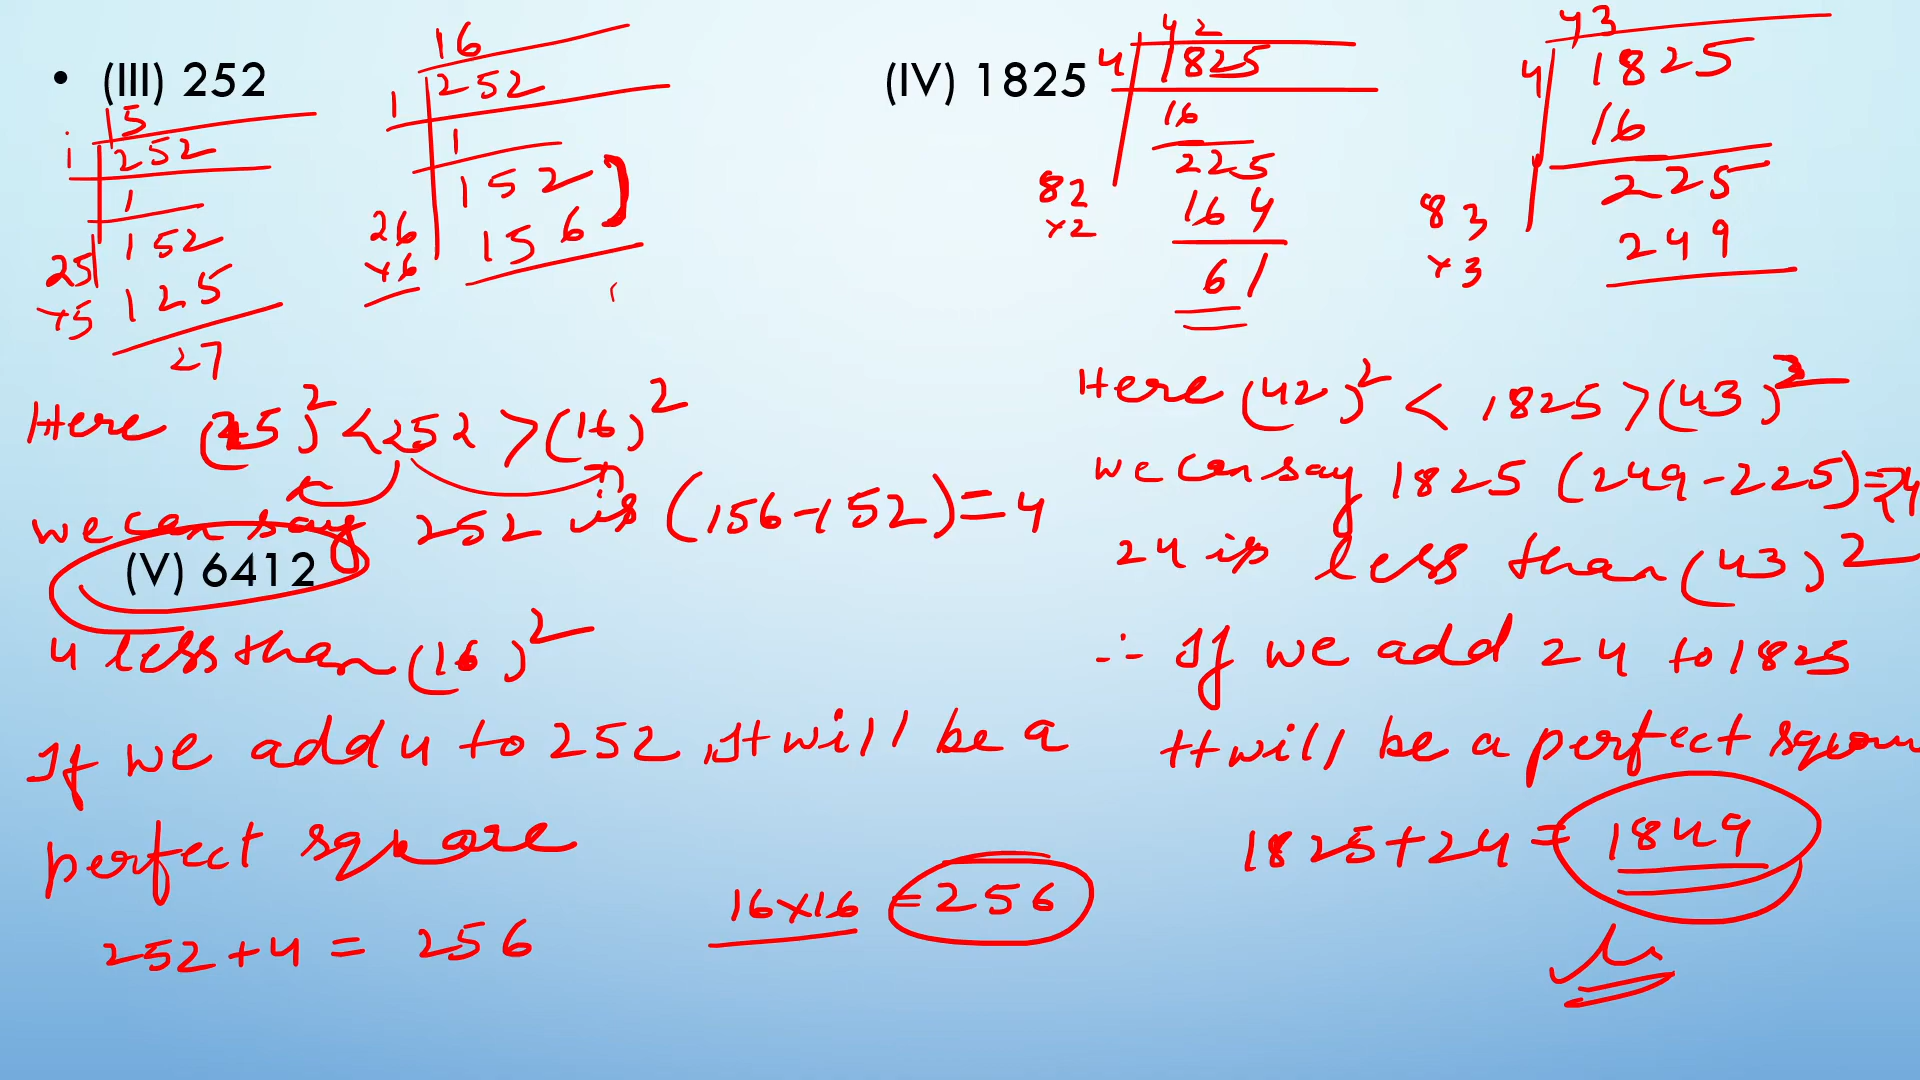 • (III) 252
15
1 252
1
152
25
×5 125
27
16
1 252
1
152
26
×6 156
Here (15)² < 252 > (16)²
we can say 252 is (156-152) = 4
(V) 6412
4 less than (16)²
If we add 4 to 252, It will be a
perfect square
252 + 4 = 256
16×16 = 256
(IV) 1825
42
4 1825
16
225
82
×2 164
61
43
4 1825
16
225
83
×3 249
Here (42)² < 1825 > (43)²
we can say 1825 (249-225)=24
24 is less than (43)²
∴ If we add 24 to 1825
It will be a perfect square
1825+24 = 1849